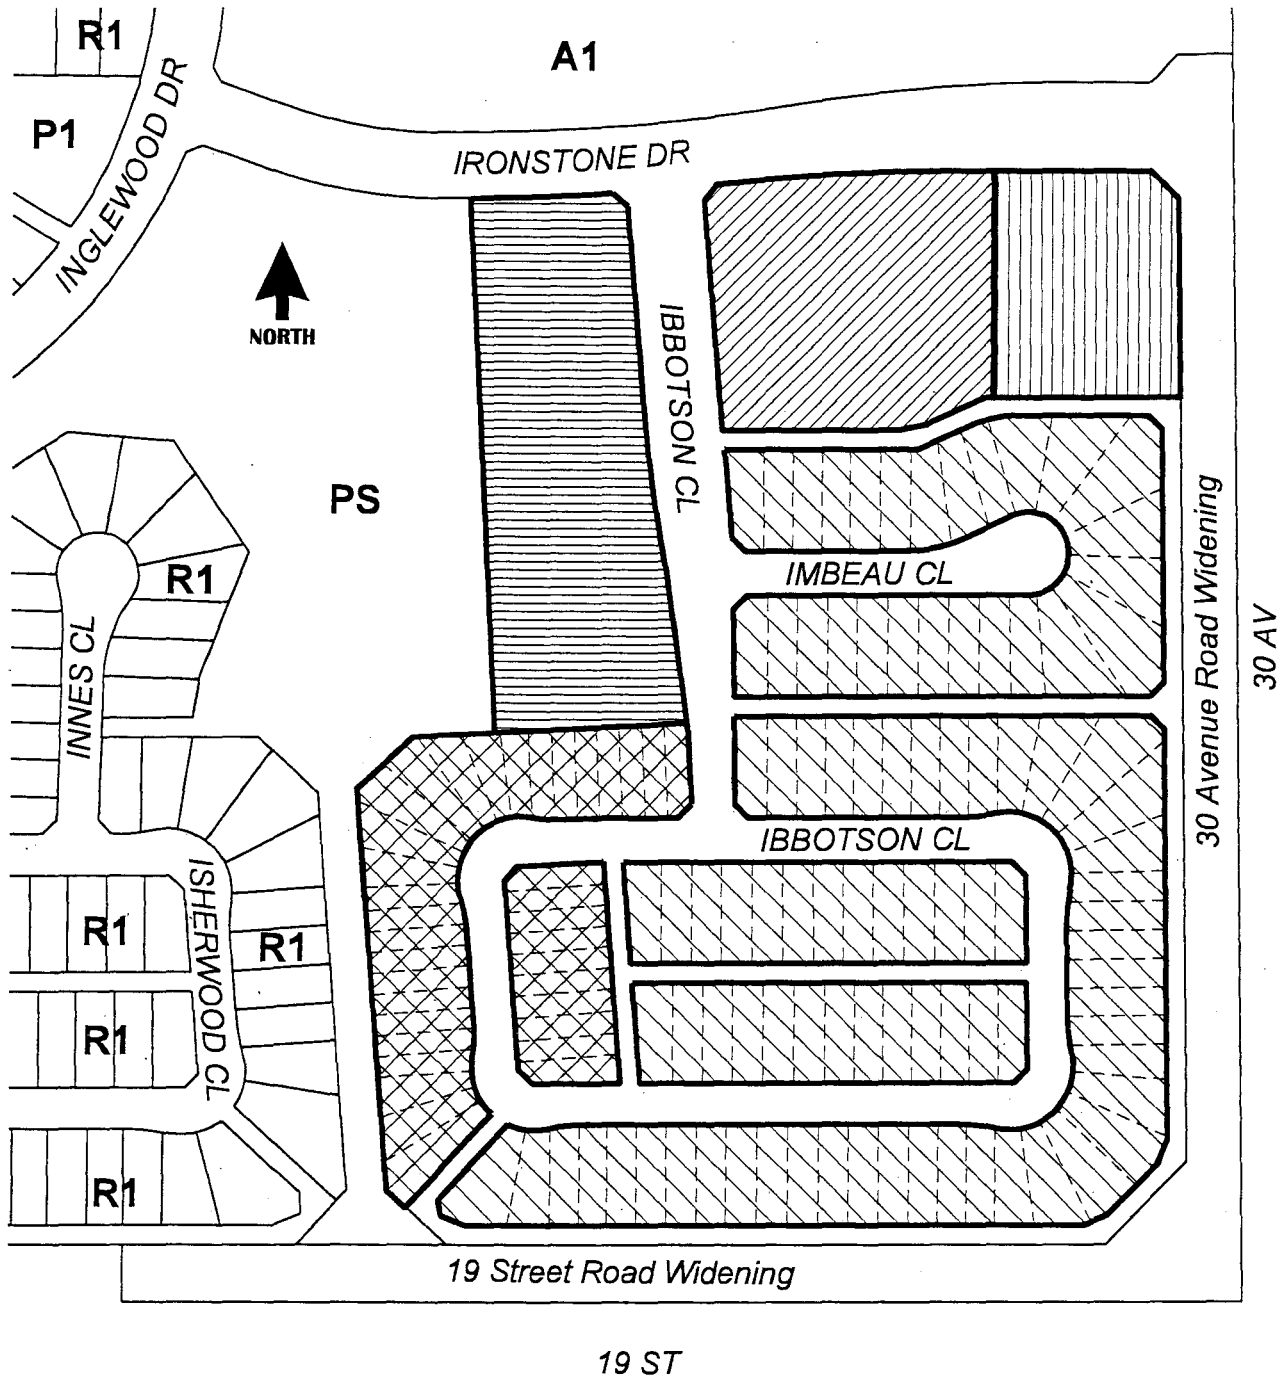 R1
A1
P1
INGLEWOOD DR
IRONSTONE DR
NORTH
IBBOTSON CL
PS
R1
IMBEAU CL
30 Avenue Road Widening
30 AV
INNES CL
IBBOTSON CL
ISHERWOOD CL
R1
R1
R1
R1
19 Street Road Widening
19 ST